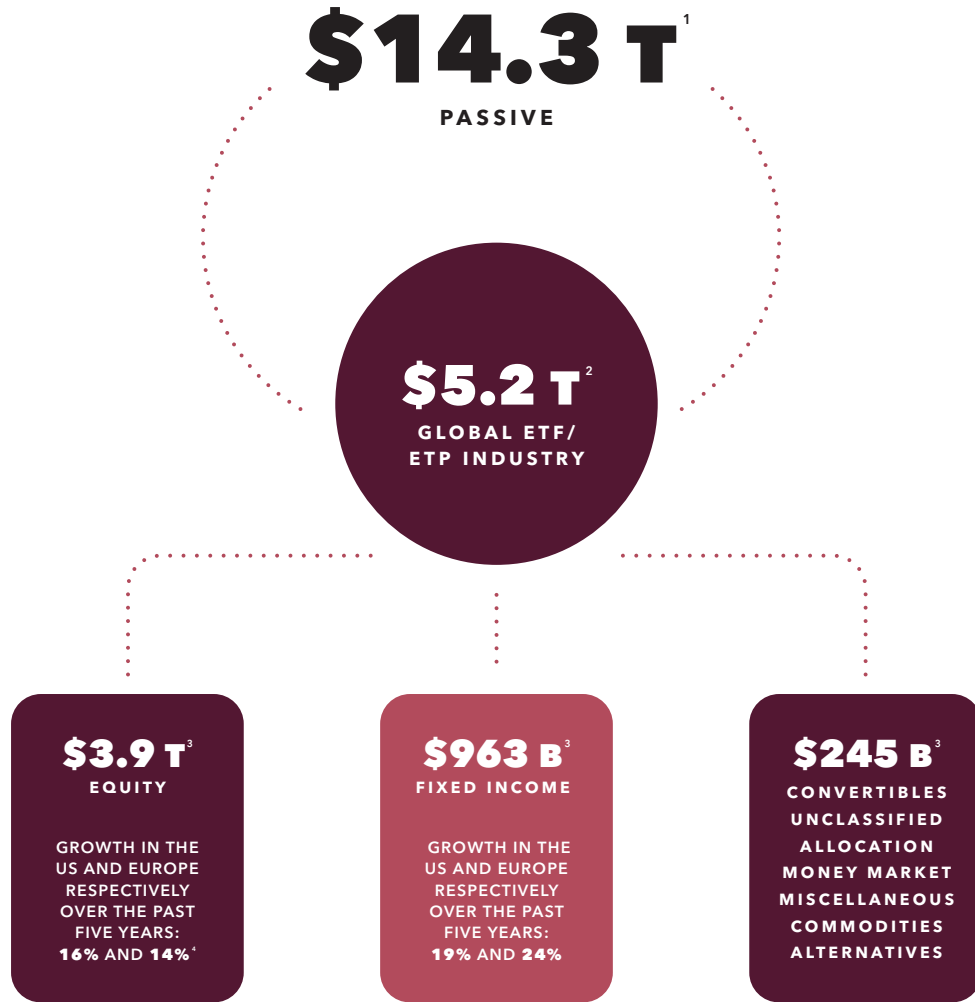 $14.3 T¹
PASSIVE
$5.2 T²
GLOBAL ETF/
ETP INDUSTRY
$3.9 T³
EQUITY
GROWTH IN THE
US AND EUROPE
RESPECTIVELY
OVER THE PAST
FIVE YEARS:
16% AND 14%⁴
$963 B³
FIXED INCOME
GROWTH IN THE
US AND EUROPE
RESPECTIVELY
OVER THE PAST
FIVE YEARS:
19% AND 24%
$245 B³
CONVERTIBLES
UNCLASSIFIED
ALLOCATION
MONEY MARKET
MISCELLANEOUS
COMMODITIES
ALTERNATIVES